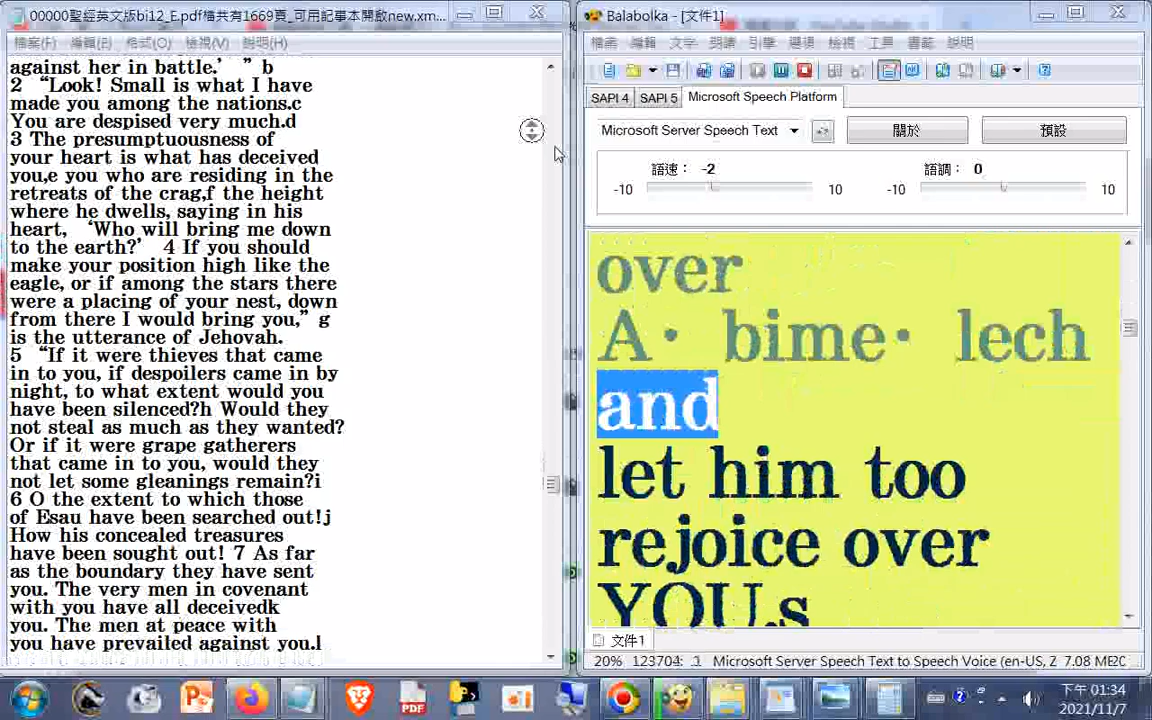 00000聖經英文版bi12_E.pdf檔共有1669頁_可用記事本開啟new.xm...
檔案(F) 編輯(E) 格式(O) 檢視(V) 說明(H)
against her in battle.’ ” b
2 “Look! Small is what I have
made you among the nations.c
You are despised very much.d
3 The presumptuousness of
your heart is what has deceived
you,e you who are residing in the
retreats of the crag,f the height
where he dwells, saying in his
heart, ‘Who will bring me down
to the earth?’ 4 If you should
make your position high like the
eagle, or if among the stars there
were a placing of your nest, down
from there I would bring you,” g
is the utterance of Jehovah.
5 “If it were thieves that came
in to you, if despoilers came in by
night, to what extent would you
have been silenced?h Would they
not steal as much as they wanted?
Or if it were grape gatherers
that came in to you, would they
not let some gleanings remain?i
6 O the extent to which those
of Esau have been searched out!j
How his concealed treasures
have been sought out! 7 As far
as the boundary they have sent
you. The very men in covenant
with you have all deceivedk
you. The men at peace with
you have prevailed against you.l
Balabolka - [文件1]
檔案 編輯 文字 朗讀 引擎 選項 檢視 工具 書籤 說明
SAPI 4 SAPI 5 Microsoft Speech Platform
Microsoft Server Speech Text 關於 預設
語速： -2 語調： 0
-10 10 -10 10
over
A· bime· lech
and
let him too
rejoice over
YOU.s
文件1
20% 123704: .1 Microsoft Server Speech Text to Speech Voice (en-US, Z 7.08 ME
下午 01:34
2021/11/7